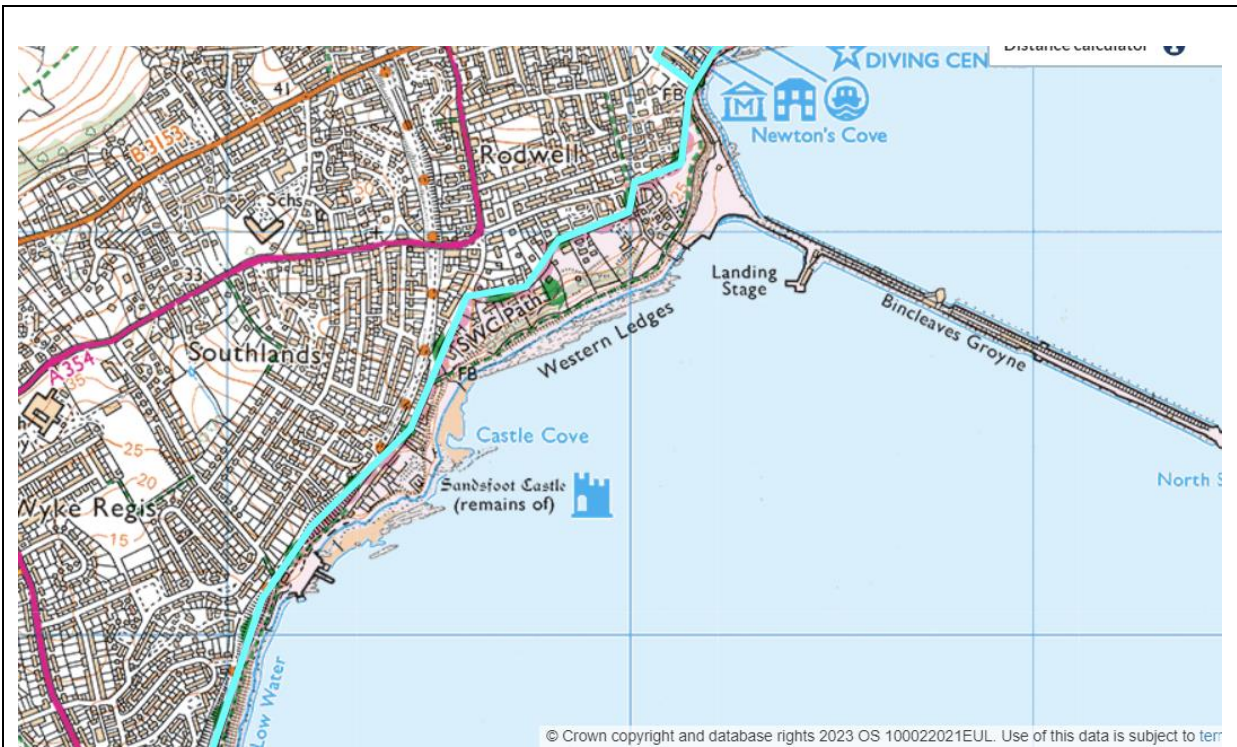 Distance calculator
DIVING CEN
41
FB
Newton's Cove
B3153
Rodwell
50
25
Schs
33
Landing
Stage
Bincleaves Groyne
SWC Path
Western Ledges
Southlands
A 354
35
FB
Castle Cove
25
20
Sandsfoot Castle
(remains of)
North S
Wyke Regis
15
Low Water
© Crown copyright and database rights 2023 OS 100022021EUL. Use of this data is subject to terr